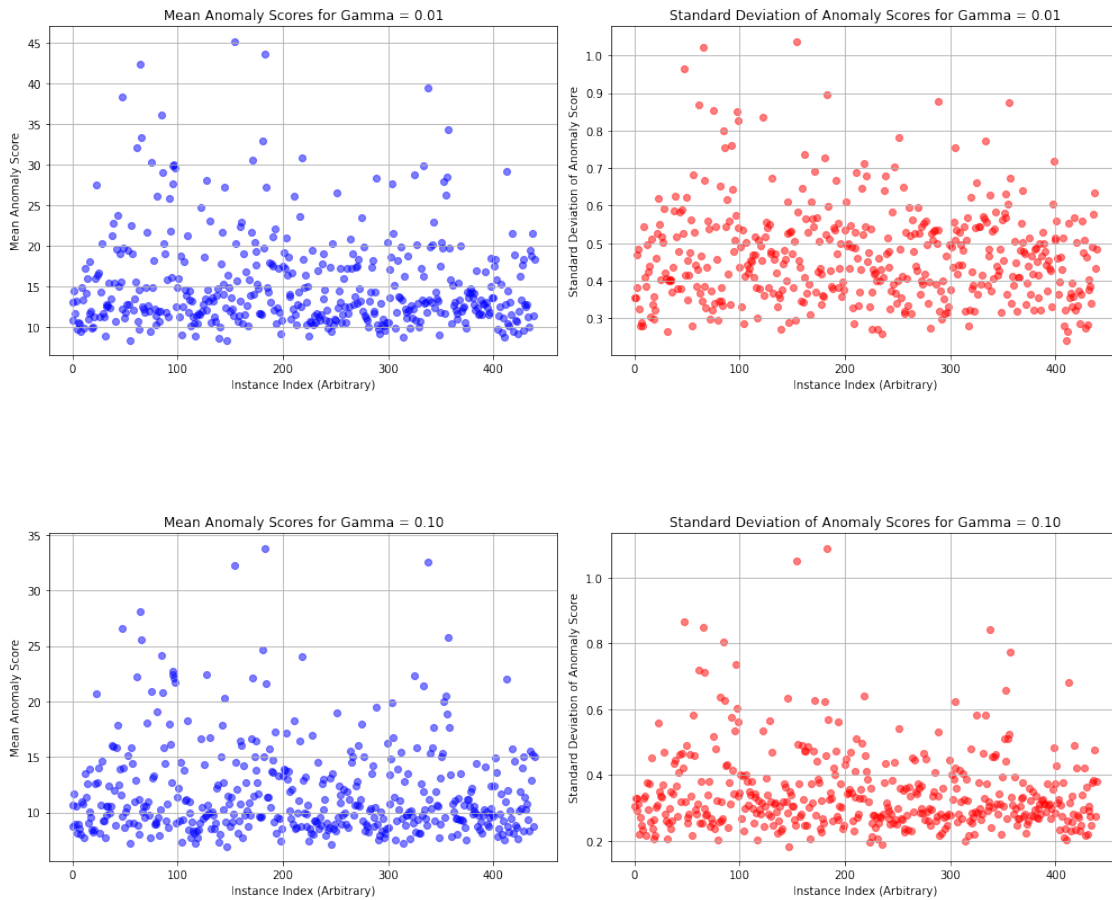 Mean Anomaly Scores for Gamma = 0.01
45
40
35
30
25
20
15
10
Mean Anomaly Score
0 100 200 300 400
Instance Index (Arbitrary)
Standard Deviation of Anomaly Scores for Gamma = 0.01
1.0
0.9
0.8
0.7
0.6
0.5
0.4
0.3
Standard Deviation of Anomaly Score
0 100 200 300 400
Instance Index (Arbitrary)
Mean Anomaly Scores for Gamma = 0.10
35
30
25
20
15
10
Mean Anomaly Score
0 100 200 300 400
Instance Index (Arbitrary)
Standard Deviation of Anomaly Scores for Gamma = 0.10
1.0
0.8
0.6
0.4
0.2
Standard Deviation of Anomaly Score
0 100 200 300 400
Instance Index (Arbitrary)